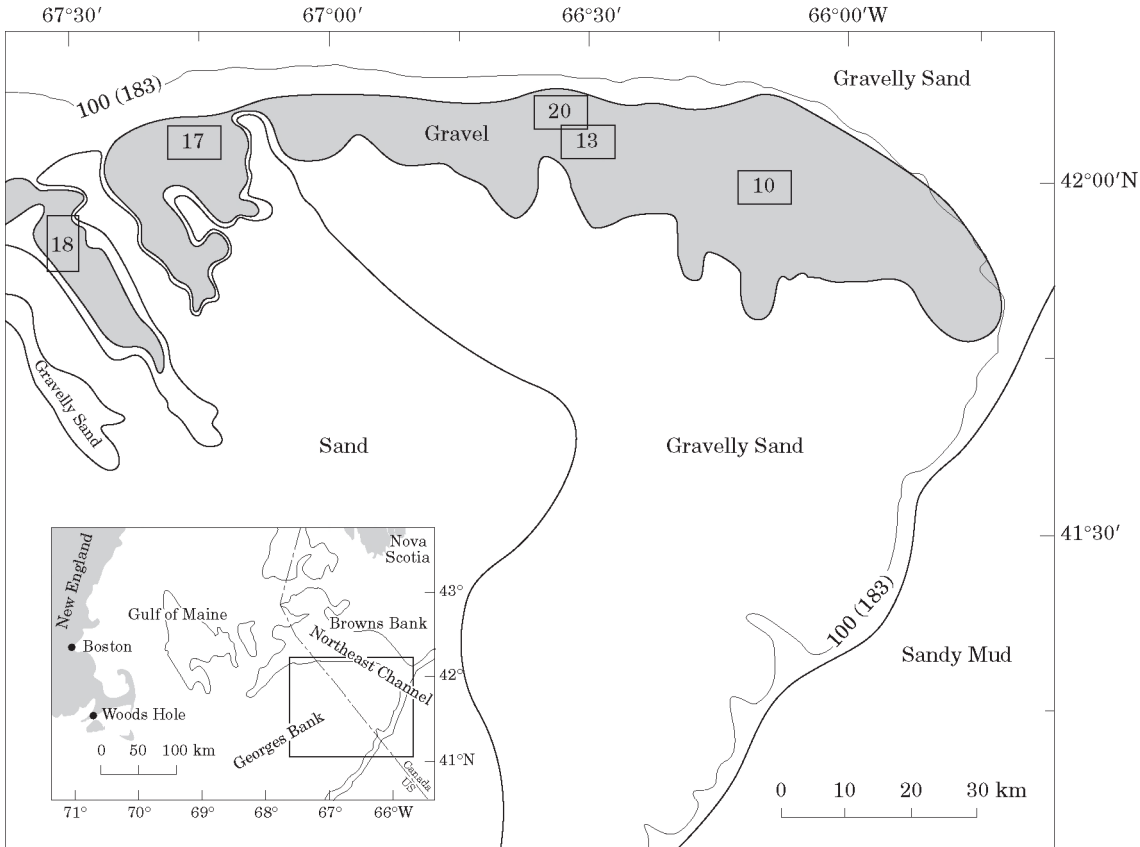 67°30′
67°00′
66°30′
66°00′W
100 (183)
Gravelly Sand
20
Gravel
17
13
10
42°00′N
18
Gravelly Sand
Sand
Gravelly Sand
41°30′
100 (183)
Sandy Mud
New England
Nova
Scotia
43°
Gulf of Maine
Browns Bank
Northeast Channel
Boston
42°
Woods Hole
Georges Bank
0 50 100 km
41°N
Canada
US
71° 70° 69° 68° 67° 66°W
0 10 20 30 km